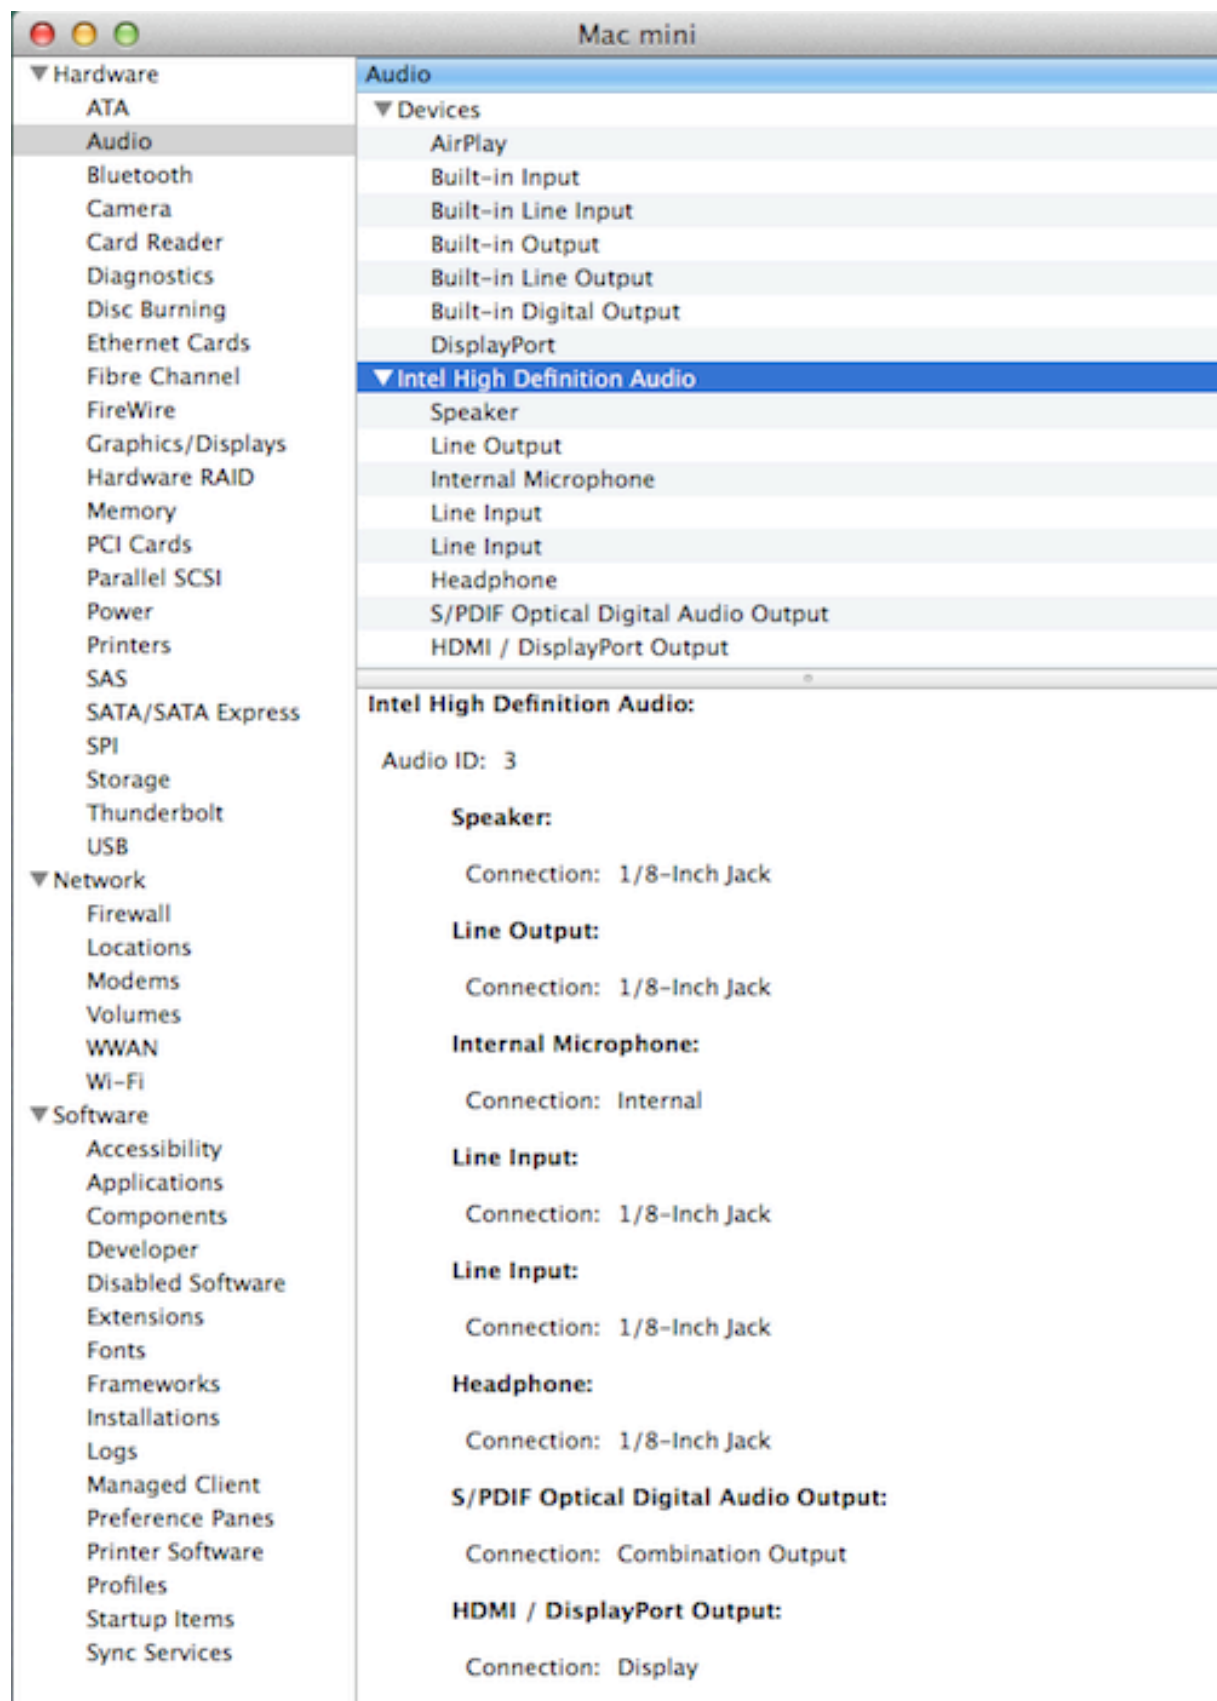 Mac mini
Hardware
ATA
Audio
Bluetooth
Camera
Card Reader
Diagnostics
Disc Burning
Ethernet Cards
Fibre Channel
FireWire
Graphics/Displays
Hardware RAID
Memory
PCI Cards
Parallel SCSI
Power
Printers
SAS
SATA/SATA Express
SPI
Storage
Thunderbolt
USB
Network
Firewall
Locations
Modems
Volumes
WWAN
Wi-Fi
Software
Accessibility
Applications
Components
Developer
Disabled Software
Extensions
Fonts
Frameworks
Installations
Logs
Managed Client
Preference Panes
Printer Software
Profiles
Startup Items
Sync Services
Audio
Devices
AirPlay
Built-in Input
Built-in Line Input
Built-in Output
Built-in Line Output
Built-in Digital Output
DisplayPort
Intel High Definition Audio
Speaker
Line Output
Internal Microphone
Line Input
Line Input
Headphone
S/PDIF Optical Digital Audio Output
HDMI / DisplayPort Output
Intel High Definition Audio:
Audio ID: 3
Speaker:
Connection: 1/8-Inch Jack
Line Output:
Connection: 1/8-Inch Jack
Internal Microphone:
Connection: Internal
Line Input:
Connection: 1/8-Inch Jack
Line Input:
Connection: 1/8-Inch Jack
Headphone:
Connection: 1/8-Inch Jack
S/PDIF Optical Digital Audio Output:
Connection: Combination Output
HDMI / DisplayPort Output:
Connection: Display